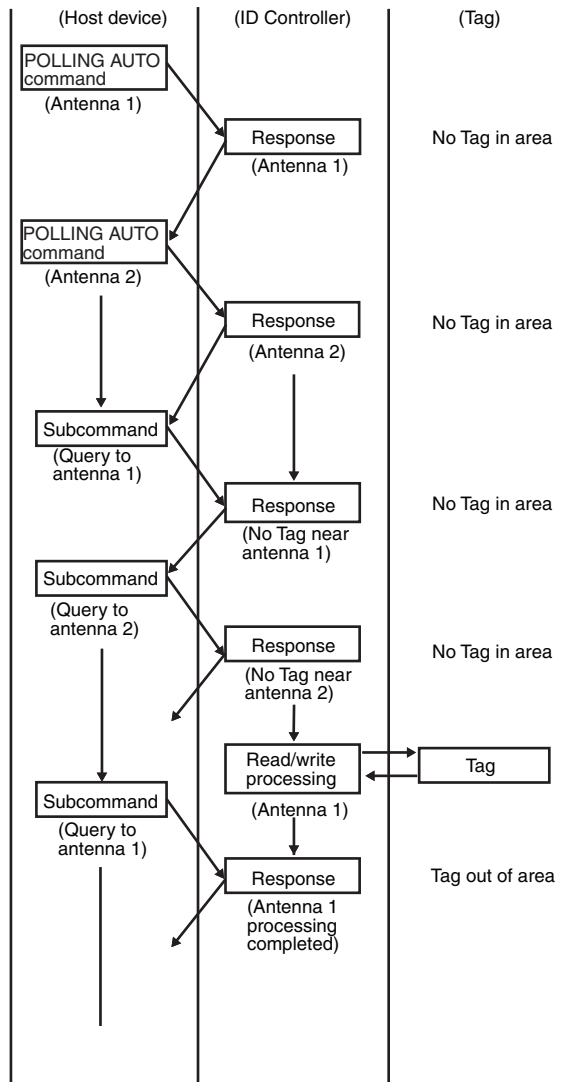 (Host device)
(ID Controller)
(Tag)
POLLING AUTO
command
(Antenna 1)
Response
(Antenna 1)
No Tag in area
POLLING AUTO
command
(Antenna 2)
Response
(Antenna 2)
No Tag in area
Subcommand
(Query to
antenna 1)
Response
(No Tag near
antenna 1)
No Tag in area
Subcommand
(Query to
antenna 2)
Response
(No Tag near
antenna 2)
No Tag in area
Read/write
processing
(Antenna 1)
Tag
Subcommand
(Query to
antenna 1)
Response
(Antenna 1
processing
completed)
Tag out of area